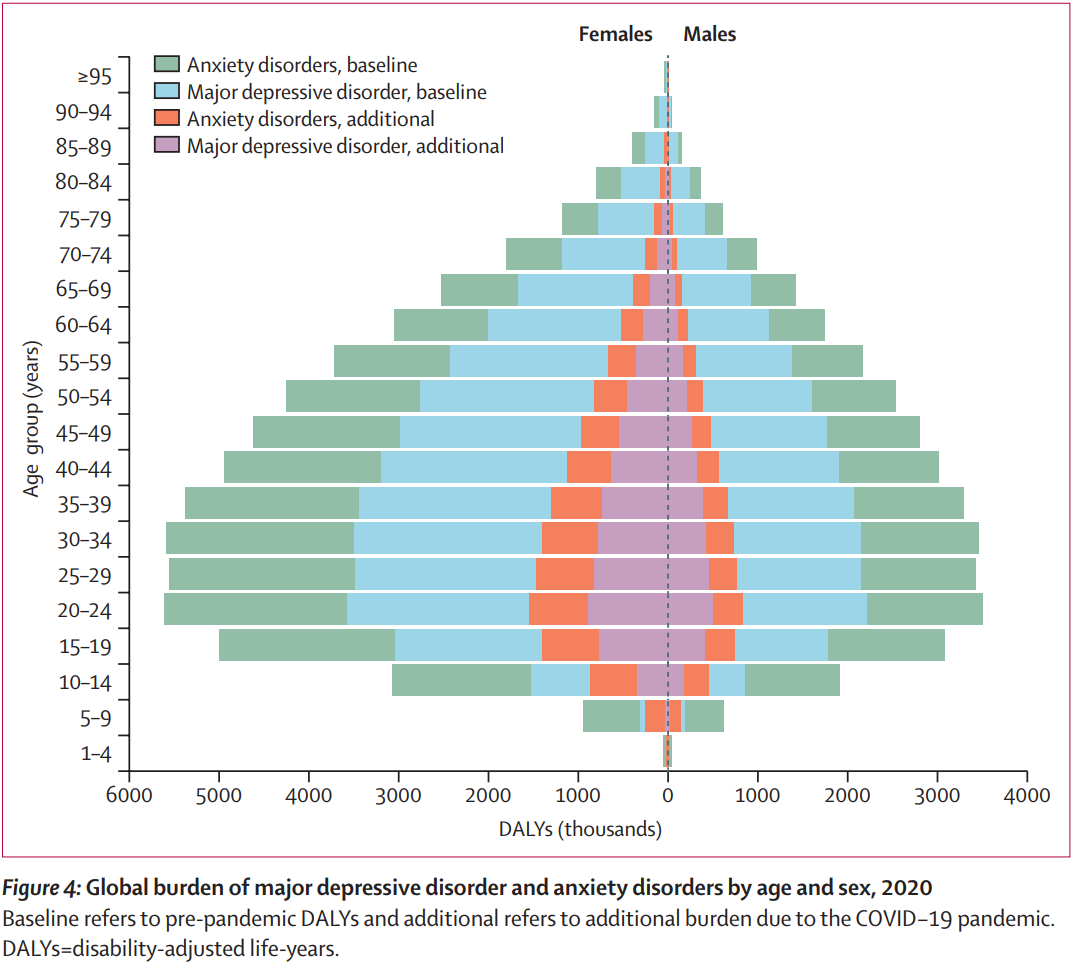 Females Males
Anxiety disorders, baseline
Major depressive disorder, baseline
Anxiety disorders, additional
Major depressive disorder, additional
≥95
90–94
85–89
80–84
75–79
70–74
65–69
60–64
55–59
50–54
45–49
40–44
35–39
30–34
25–29
20–24
15–19
10–14
5–9
1–4
Age group (years)
6000 5000 4000 3000 2000 1000 0 1000 2000 3000 4000
DALYs (thousands)
Figure 4: Global burden of major depressive disorder and anxiety disorders by age and sex, 2020
Baseline refers to pre-pandemic DALYs and additional refers to additional burden due to the COVID–19 pandemic.
DALYs=disability-adjusted life-years.